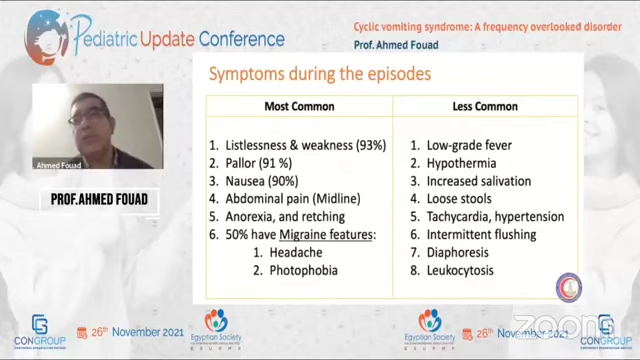 Pediatric Update Conference
Cyclic vomiting syndrome: A frequency overlooked disorder
Prof. Ahmed Fouad
Symptoms during the episodes
Most Common
1. Listlessness & weakness (93%)
2. Pallor (91 %)
3. Nausea (90%)
4. Abdominal pain (Midline)
5. Anorexia, and retching
6. 50% have Migraine features:
1. Headache
2. Photophobia
Less Common
1. Low-grade fever
2. Hypothermia
3. Increased salivation
4. Loose stools
5. Tachycardia, hypertension
6. Intermittent flushing
7. Diaphoresis
8. Leukocytosis
Ahmed Fouad
PROF.AHMED FOUAD
zoom
CONGROUP
26th November 2021
Egyptian Society
CONGROUP
26th November 2021
Egyptian Society